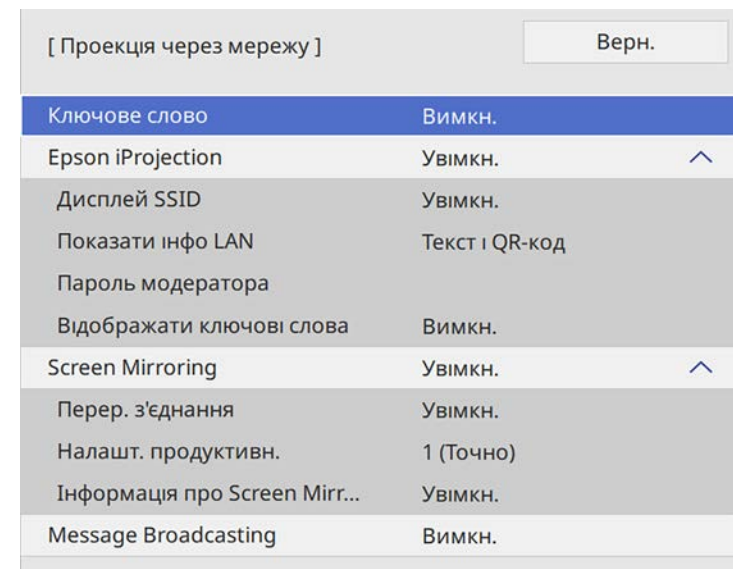 [ Проекція через мережу ] Верн.
Ключове слово Вимкн.
Epson iProjection Увімкн.
Дисплей SSID Увімкн.
Показати інфо LAN Текст і QR-код
Пароль модератора
Відображати ключові слова Вимкн.
Screen Mirroring Увімкн.
Перер. з'єднання Увімкн.
Налашт. продуктивн. 1 (Точно)
Інформація про Screen Mirr... Увімкн.
Message Broadcasting Вимкн.